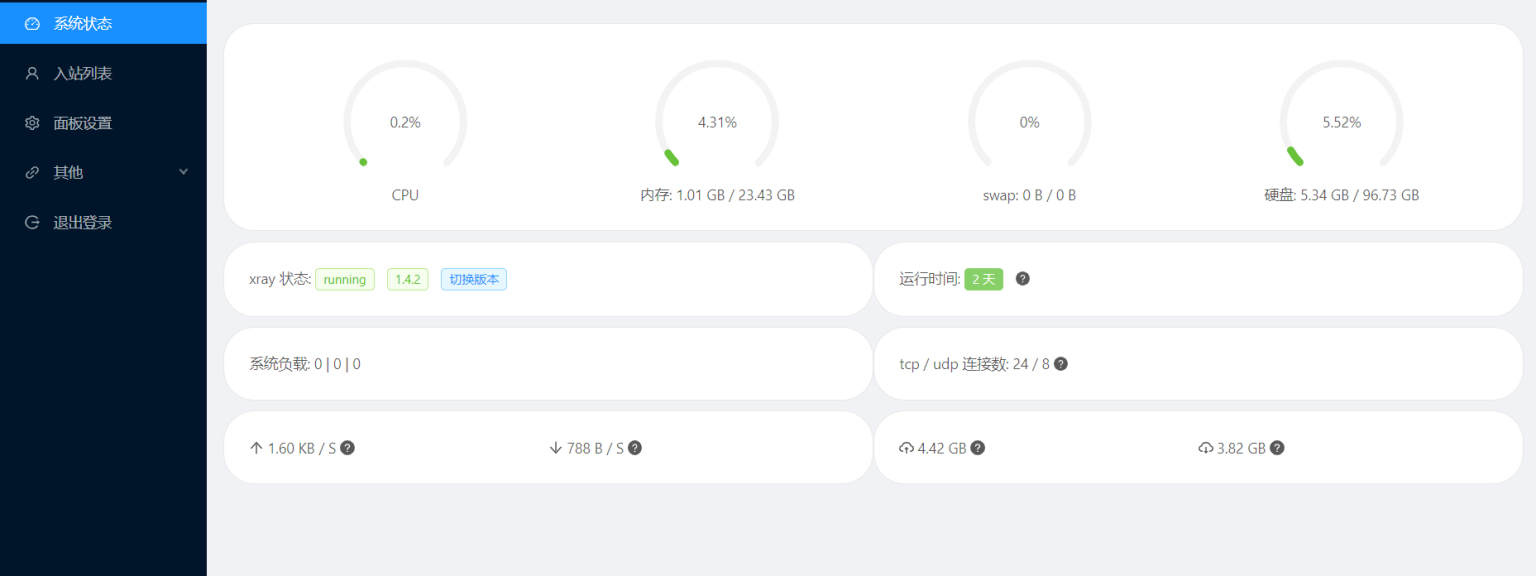 系统状态
入站列表
面板设置
其他
退出登录
0.2%
4.31%
0%
5.52%
CPU
内存: 1.01 GB / 23.43 GB
swap: 0 B / 0 B
硬盘: 5.34 GB / 96.73 GB
xray 状态: running 1.4.2 切换版本
运行时间: 2 天 ?
系统负载: 0 | 0 | 0
tcp / udp 连接数: 24 / 8 ?
1.60 KB / S ?
788 B / S ?
4.42 GB ?
3.82 GB ?